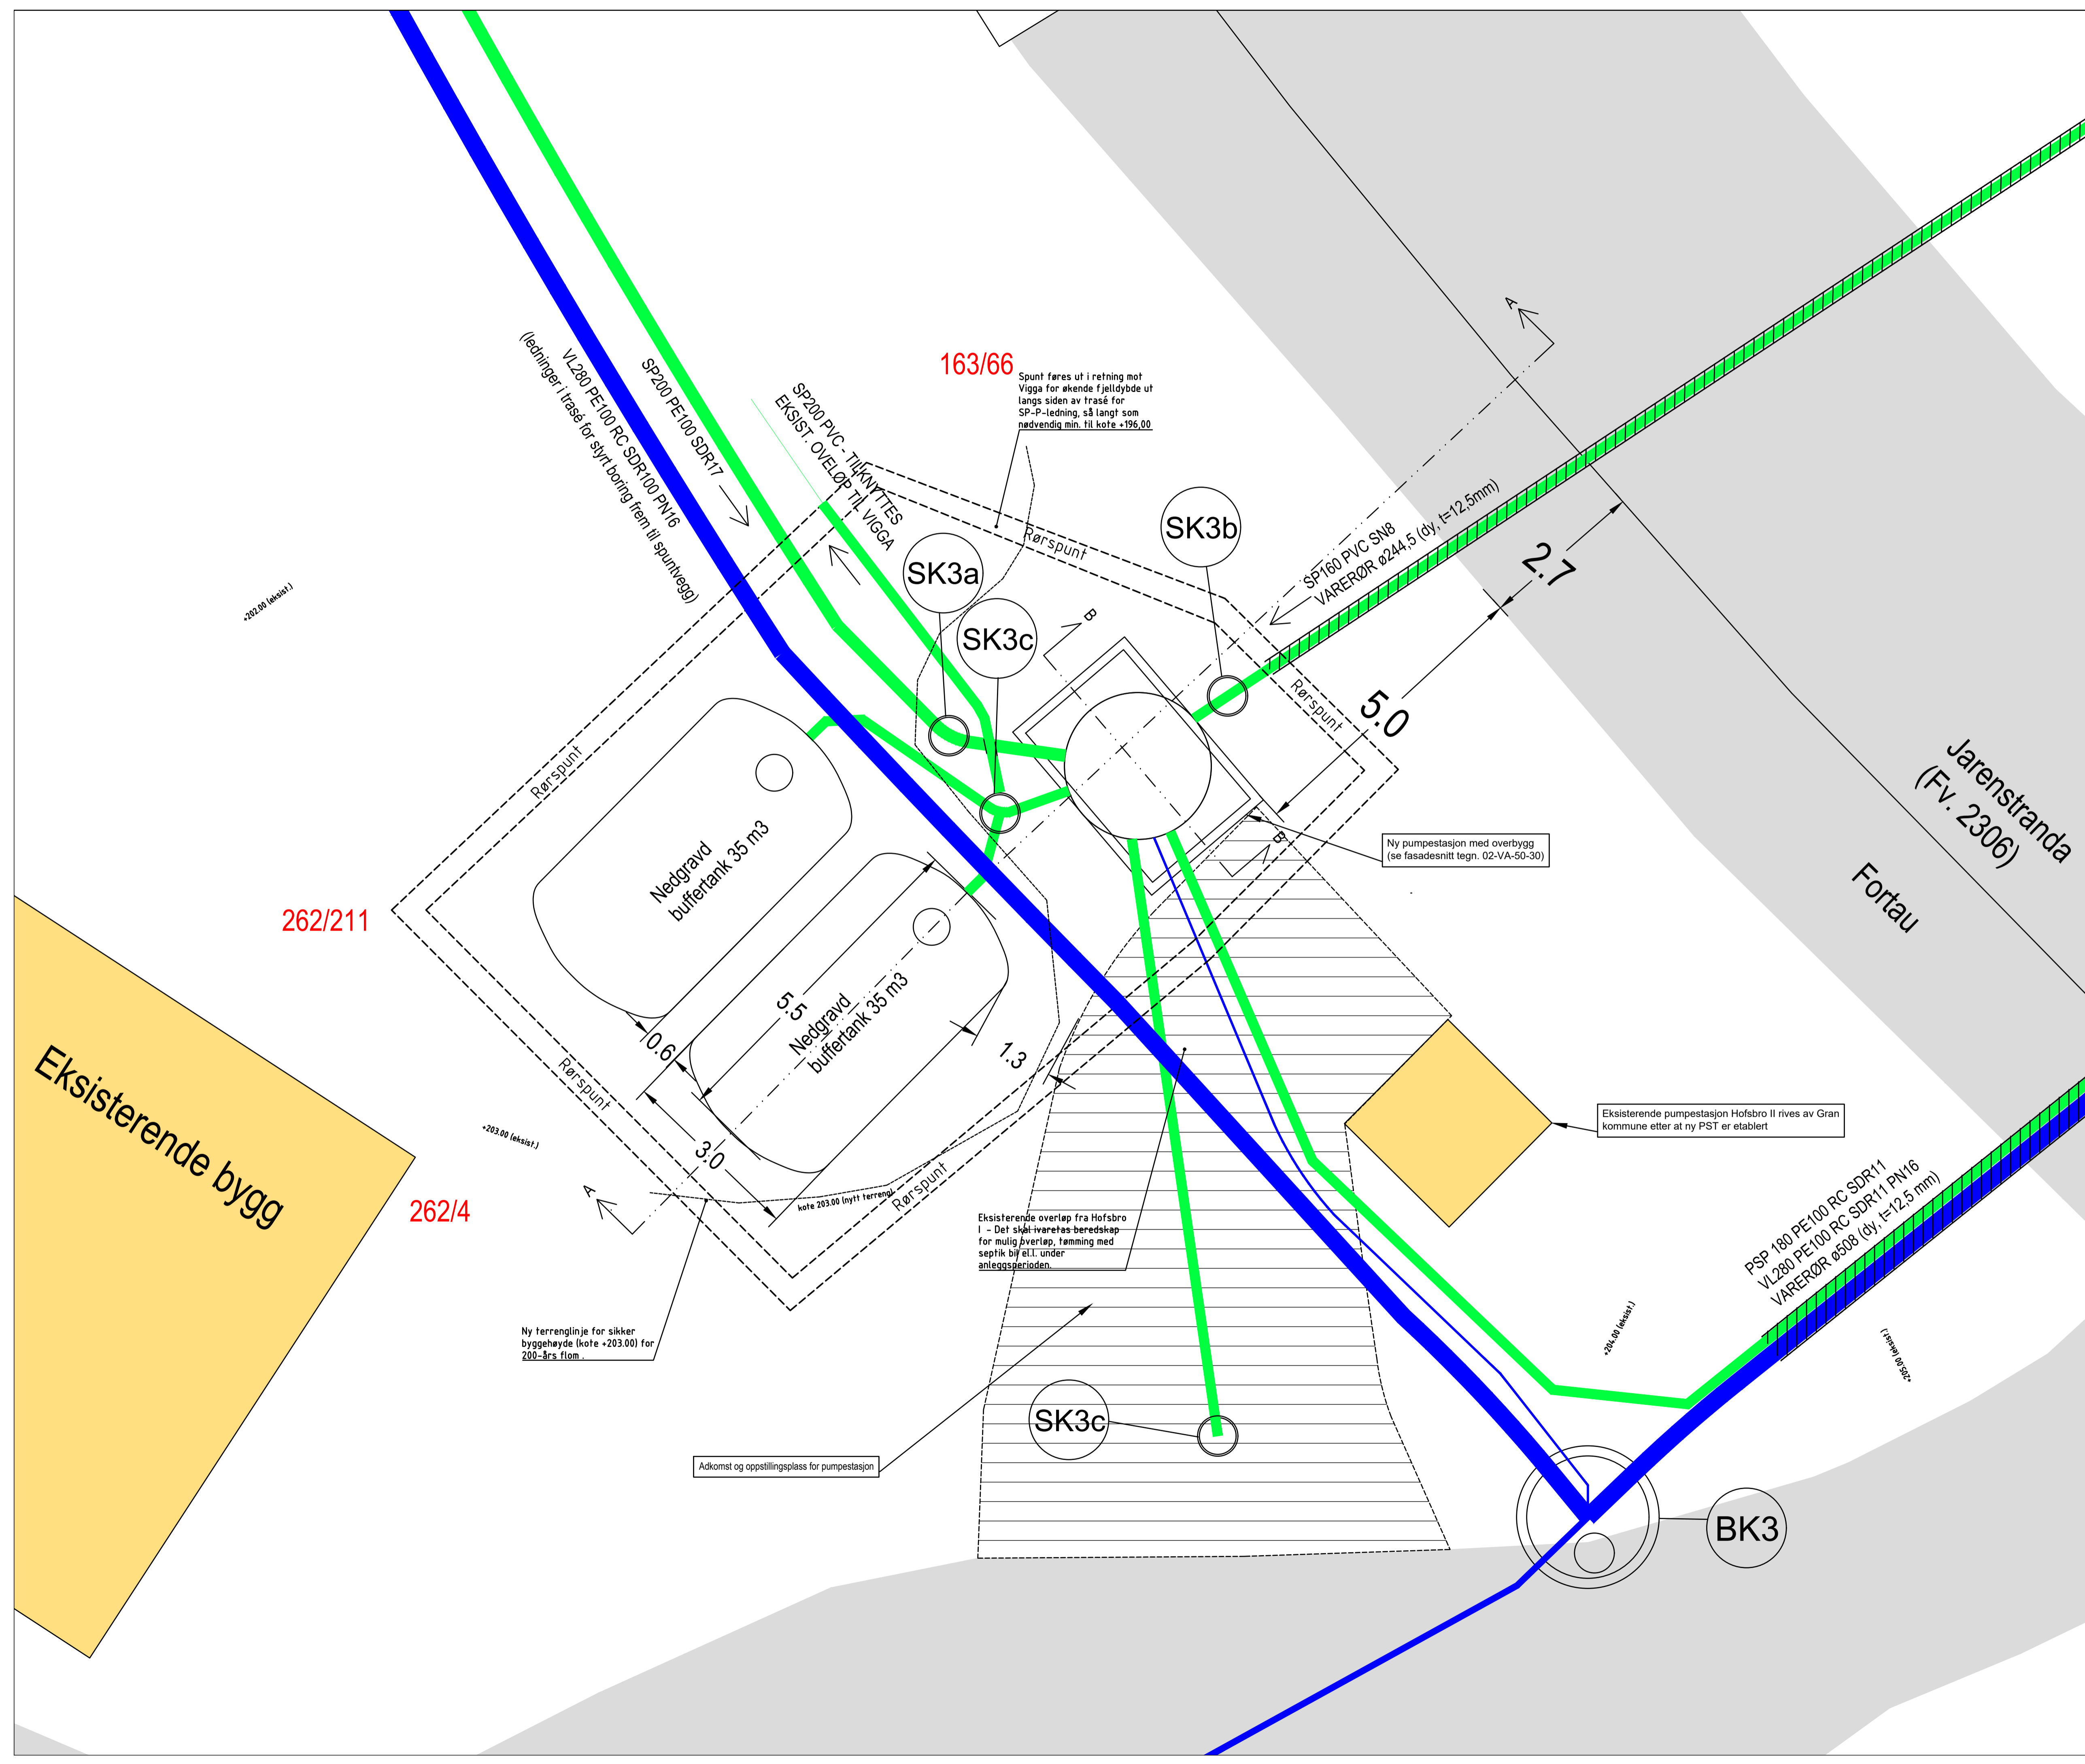 163/66
Spunt føres ut i retning mot
Vigga for økende fjelldybde ut
langs siden av trasé for
SP-P-ledning, så langt som
nødvendig min. til kote +196,00
VL280 PE100 RC SDR100 PN16
(ledninger i trasé for styrt boring frem til spuntvegg)
SP200 PE100 SDR17
SP200 PVC - TILKNYTTES
EKSIST. OVELØP TIL VIGGA
A
Rørspunt
SK3b
SK3a
SK3c
SP160 PVC SN8
VARERØR ø244,5 (dy, t=12,5mm)
2.7
5.0
B
+202.00 (eksist.)
Rørspunt
Rørspunt
Jarenstranda
(Fv. 2306)
Fortau
Nedgravd
buffertank 35 m3
B
Ny pumpestasjon med overbygg
(se fasadesnitt tegn. 02-VA-50-30)
262/211
5.5
Nedgravd
buffertank 35 m3
0.6
1.3
3.0
Rørspunt
Eksisterende bygg
+203.00 (eksist.)
262/4
A
kote 203.00 (nytt terreng)
Rørspunt
Eksisterende pumpestasjon Hofsbro II rives av Gran
kommune etter at ny PST er etablert
Eksisterende overløp fra Hofsbro
I - Det skal ivaretas beredskap
for mulig overløp, tømming med
septik bil el.l. under
anleggsperioden.
PSP 180 PE100 RC SDR11
VL280 PE100 RC SDR11 PN16
VARERØR ø508 (dy, t=12,5 mm)
+204.00 (eksist.)
+205.00 (eksist.)
Ny terrenglinje for sikker
byggehøyde (kote +203.00) for
200-års flom .
SK3c
Adkomst og oppstillingsplass for pumpestasjon
BK3